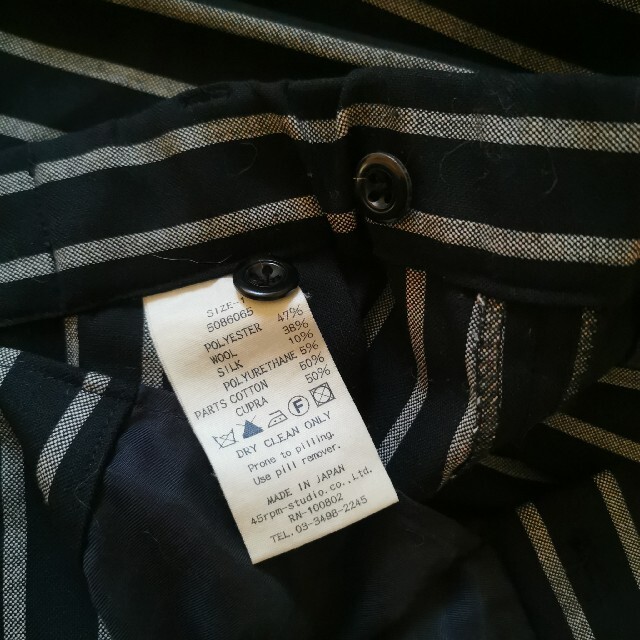 SIZE-1
S086065
POLYESTER 47%
WOOL 38%
SILK 10%
POLYURETHANE 5%
PARTS COTTON 50%
CUPRA 50%
F
DRY CLEAN ONLY
Prone to pilling.
Use pill remover.
MADE IN JAPAN
45rpm-studio.co.,Ltd.
RN-100802
TEL.03-3498-2245